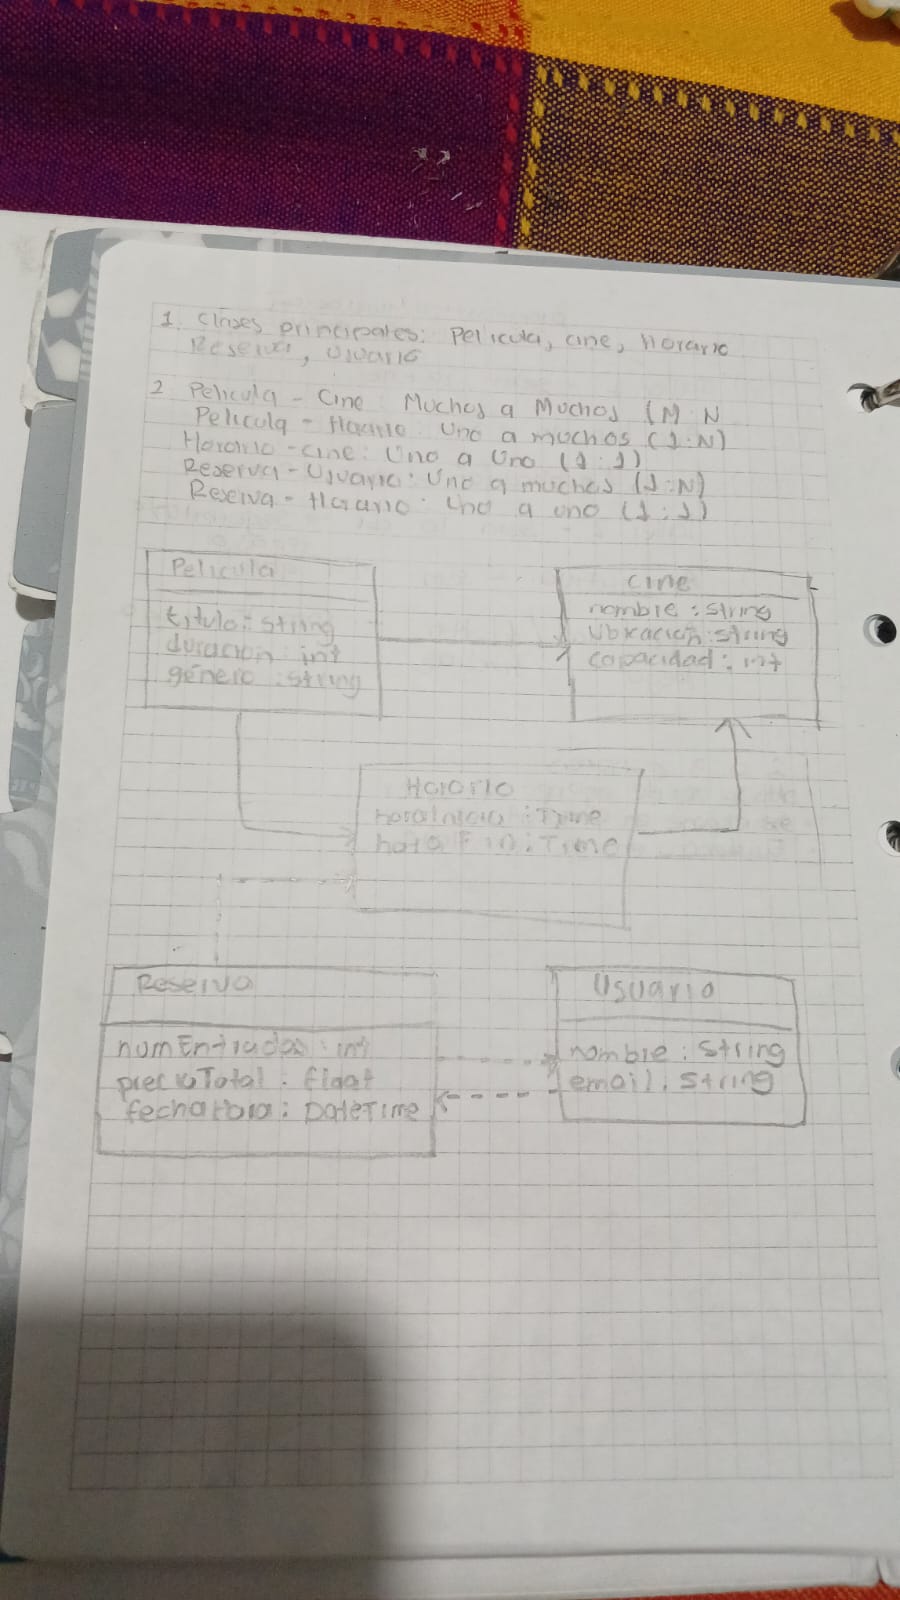 1. Clases principales: Pelicula, cine, Horario
Reserva, Usuario
2 Pelicula - Cine Muchos a Muchos (M N
Pelicula - Horario Uno a muchos (1:N)
Horario - cine: Uno a Uno (1:1)
Reserva - Usuario: Uno a muchas (1:N)
Reserva - Horario: Uno a uno (1:1)
Pelicula
titulo: string
duracion int
género: string
Cine
nombre: string
Ubicación: string
capacidad: int
Horario
horaInicio: Time
horaFin: Time
Reserva
numEntradas: int
precioTotal: float
fechaHora: DateTime
Usuario
nombre: string
email: string